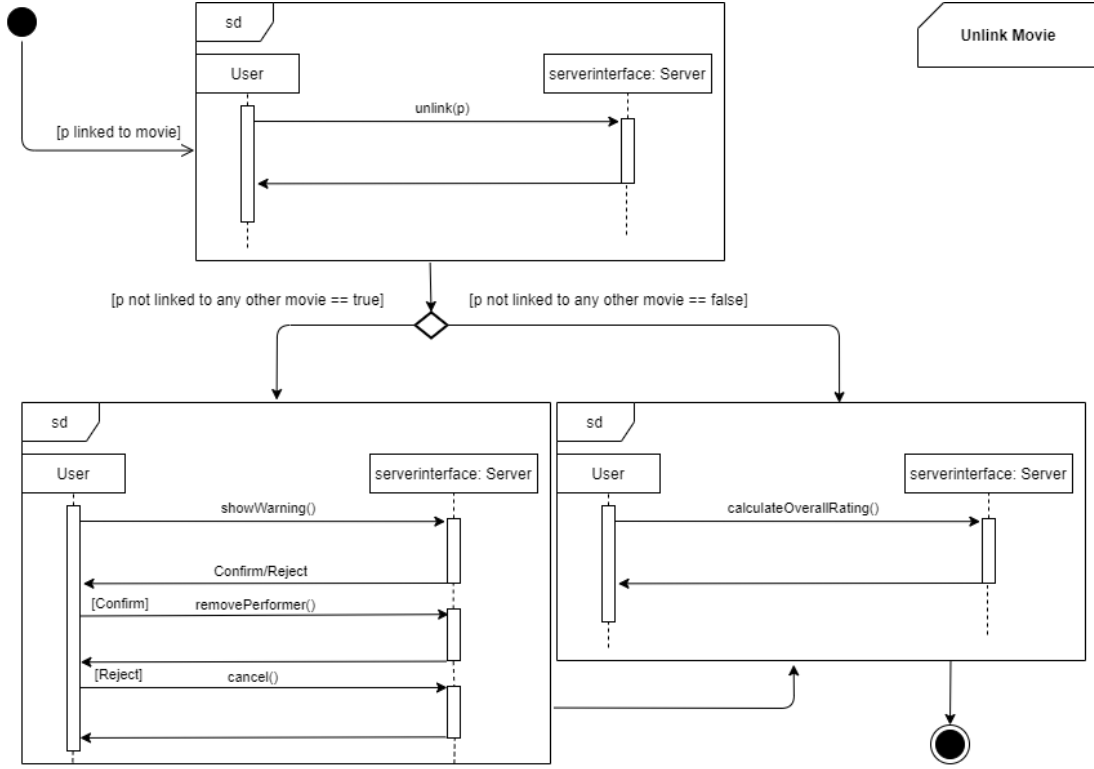 sd
Unlink Movie
User
serverinterface: Server
unlink(p)
[p linked to movie]
[p not linked to any other movie == true]
[p not linked to any other movie == false]
sd
User
serverinterface: Server
showWarning()
Confirm/Reject
[Confirm]
removePerformer()
[Reject]
cancel()
sd
User
serverinterface: Server
calculateOverallRating()